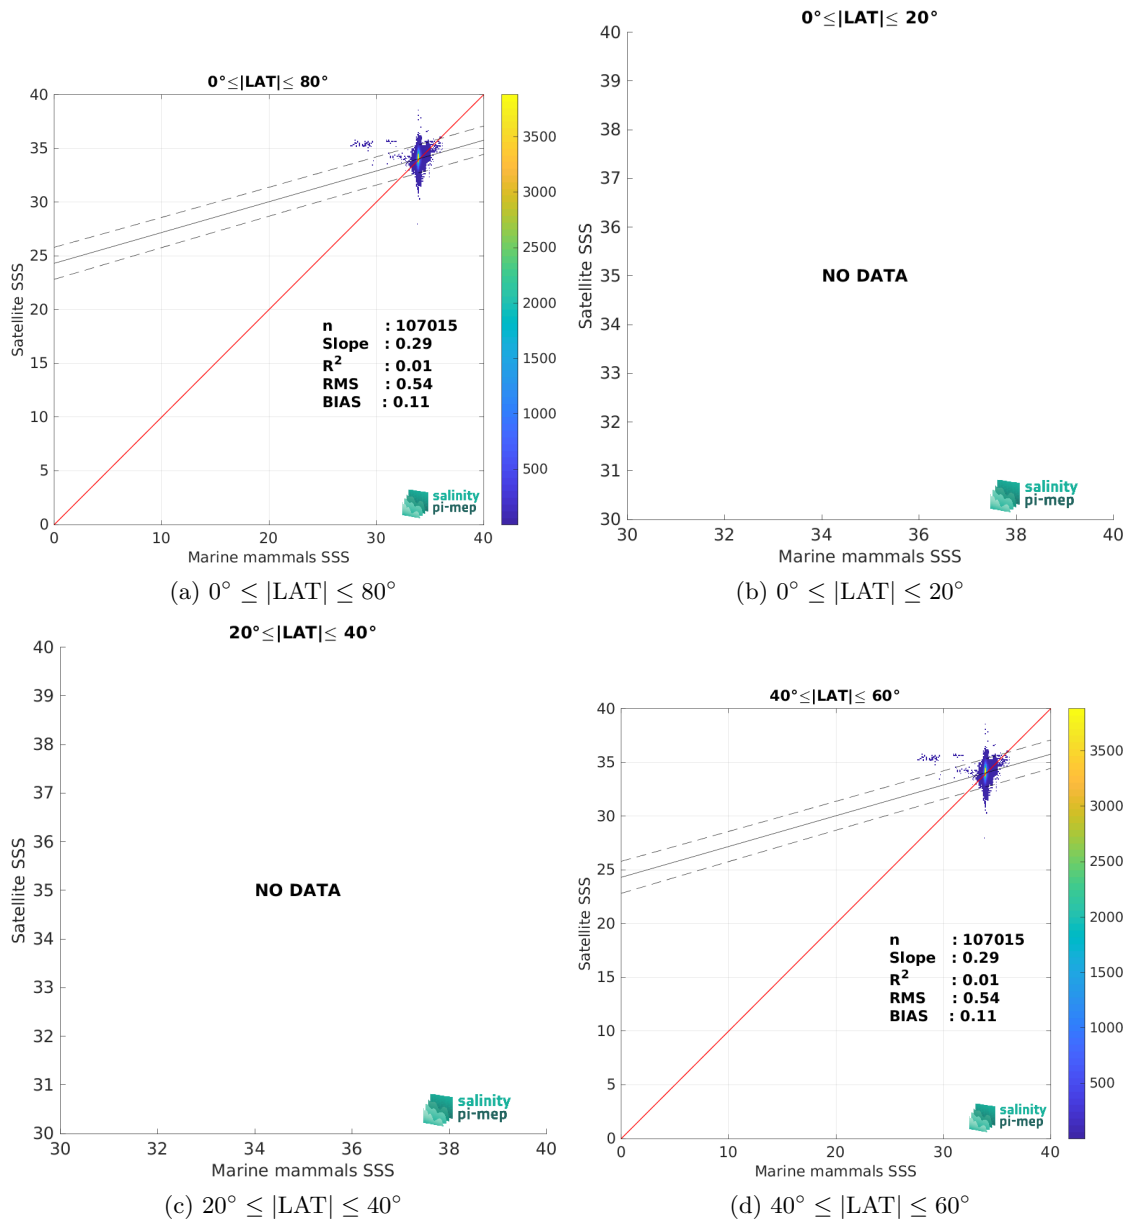 0°≤|LAT|≤ 80°
40
35
30
25
20
15
10
5
0
0
10
20
30
40
Satellite SSS
Marine mammals SSS
n : 107015
Slope : 0.29
R² : 0.01
RMS : 0.54
BIAS : 0.11
3500
3000
2500
2000
1500
1000
500
salinity
pi-mep
(a) 0° ≤ |LAT| ≤ 80°
0°≤|LAT|≤ 20°
40
39
38
37
36
35
34
33
32
31
30
30
32
34
36
38
40
Satellite SSS
Marine mammals SSS
NO DATA
salinity
pi-mep
(b) 0° ≤ |LAT| ≤ 20°
20°≤|LAT|≤ 40°
40
39
38
37
36
35
34
33
32
31
30
30
32
34
36
38
40
Satellite SSS
Marine mammals SSS
NO DATA
salinity
pi-mep
(c) 20° ≤ |LAT| ≤ 40°
40°≤|LAT|≤ 60°
40
35
30
25
20
15
10
5
0
0
10
20
30
40
Satellite SSS
Marine mammals SSS
n : 107015
Slope : 0.29
R² : 0.01
RMS : 0.54
BIAS : 0.11
3500
3000
2500
2000
1500
1000
500
salinity
pi-mep
(d) 40° ≤ |LAT| ≤ 60°